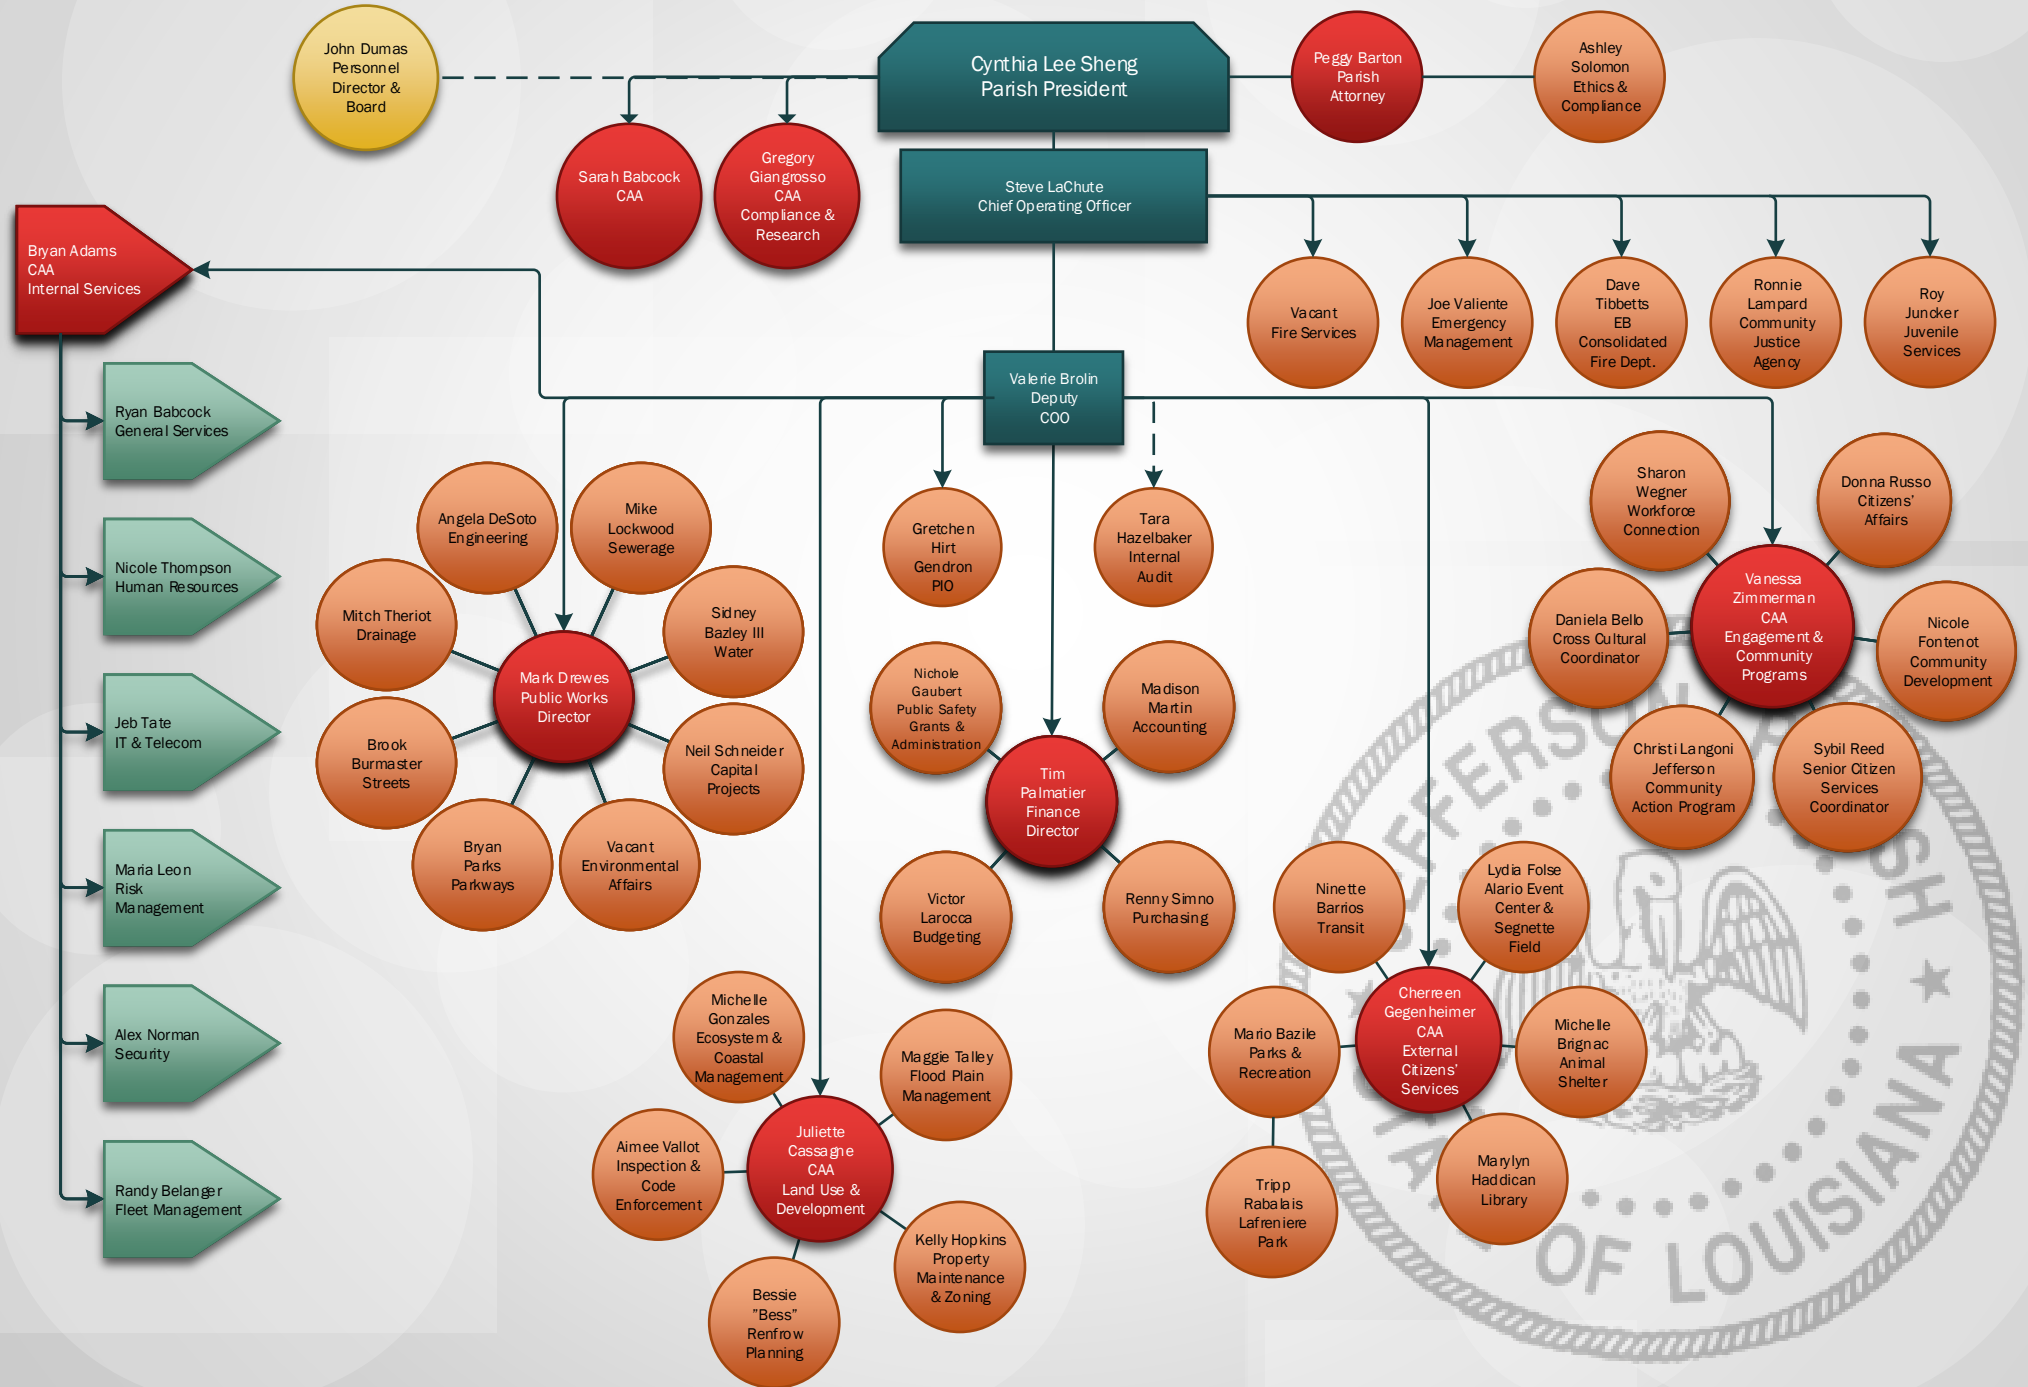 John Dumas
Personnel
Director &
Board
Cynthia Lee Sheng
Parish President
Peggy Barton
Parish
Attorney
Ashley
Solomon
Ethics &
Compliance
Sarah Babcock
CAA
Gregory
Giangrosso
CAA
Compliance &
Research
Steve LaChute
Chief Operating Officer
Bryan Adams
CAA
Internal Services
Vacant
Fire Services
Joe Valiente
Emergency
Management
Dave
Tibbetts
EB
Consolidated
Fire Dept.
Ronnie
Lampard
Community
Justice
Agency
Roy
Juncker
Juvenile
Services
Valerie Brolin
Deputy
COO
Ryan Babcock
General Services
Nicole Thompson
Human Resources
Jeb Tate
IT & Telecom
Maria Leon
Risk
Management
Alex Norman
Security
Randy Belanger
Fleet Management
Angela DeSoto
Engineering
Mike
Lockwood
Sewerage
Mitch Theriot
Drainage
Sidney
Bazley III
Water
Mark Drewes
Public Works
Director
Brook
Burmaster
Streets
Neil Schneider
Capital
Projects
Bryan
Parks
Parkways
Vacant
Environmental
Affairs
Gretchen
Hirt
Gendron
PIO
Tara
Hazelbaker
Internal
Audit
Nichole
Gaubert
Public Safety
Grants &
Administration
Madison
Martin
Accounting
Tim
Palmatier
Finance
Director
Victor
Larocca
Budgeting
Renny Simno
Purchasing
Sharon
Wegner
Workforce
Connection
Donna Russo
Citizens'
Affairs
Daniela Bello
Cross Cultural
Coordinator
Vanessa
Zimmerman
CAA
Engagement &
Community
Programs
Nicole
Fontenot
Community
Development
Christi Langoni
Jefferson
Community
Action Program
Sybil Reed
Senior Citizen
Services
Coordinator
Ninette
Barrios
Transit
Lydia Folse
Alario Event
Center &
Segnette
Field
Mario Bazile
Parks &
Recreation
Cherreen
Gegenheimer
CAA
External
Citizens'
Services
Michelle
Brignac
Animal
Shelter
Tripp
Rabalais
Lafreniere
Park
Marylyn
Haddican
Library
Michelle
Gonzales
Ecosystem &
Coastal
Management
Maggie Talley
Flood Plain
Management
Aimee Vallot
Inspection &
Code
Enforcement
Juliette
Cassagne
CAA
Land Use &
Development
Kelly Hopkins
Property
Maintenance
& Zoning
Bessie
"Bess"
Renfrow
Planning
OF LOUISIANA